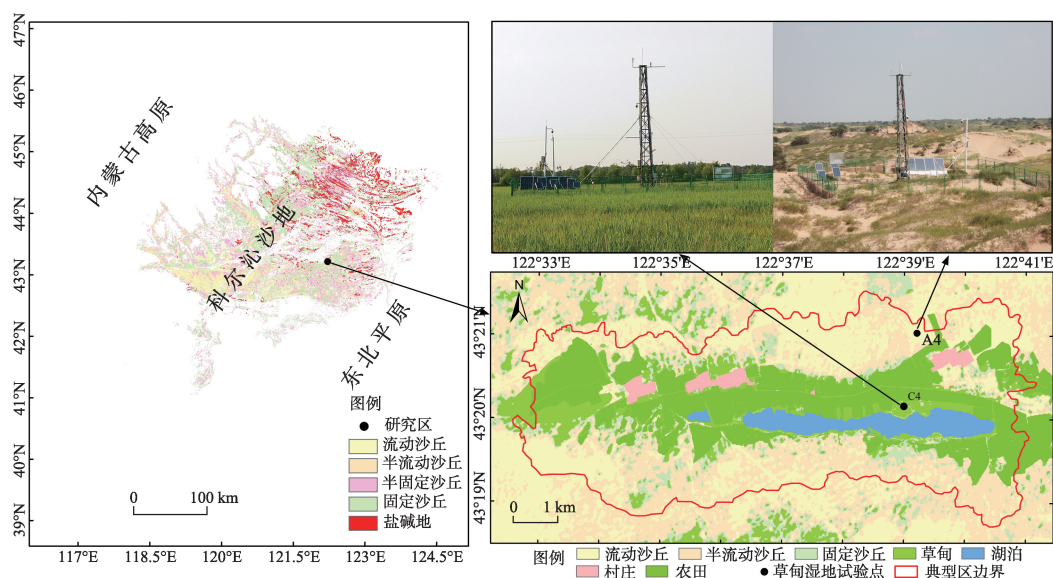 47°N
46°N
45°N
44°N
43°N
42°N
41°N
40°N
39°N
内蒙古高原
科尔沁沙地
东北平原
图例
研究区
流动沙丘
半流动沙丘
半固定沙丘
固定沙丘
盐碱地
0 100 km
117°E 118.5°E 120°E 121.5°E 123°E 124.5°E
122°33′E 122°35′E 122°37′E 122°39′E 122°41′E
N
43°21′N
43°20′N
43°19′N
A4
C4
0 1 km
图例 流动沙丘 半流动沙丘 固定沙丘 草甸 湖泊
村庄 农田 草甸湿地试验点 典型区边界